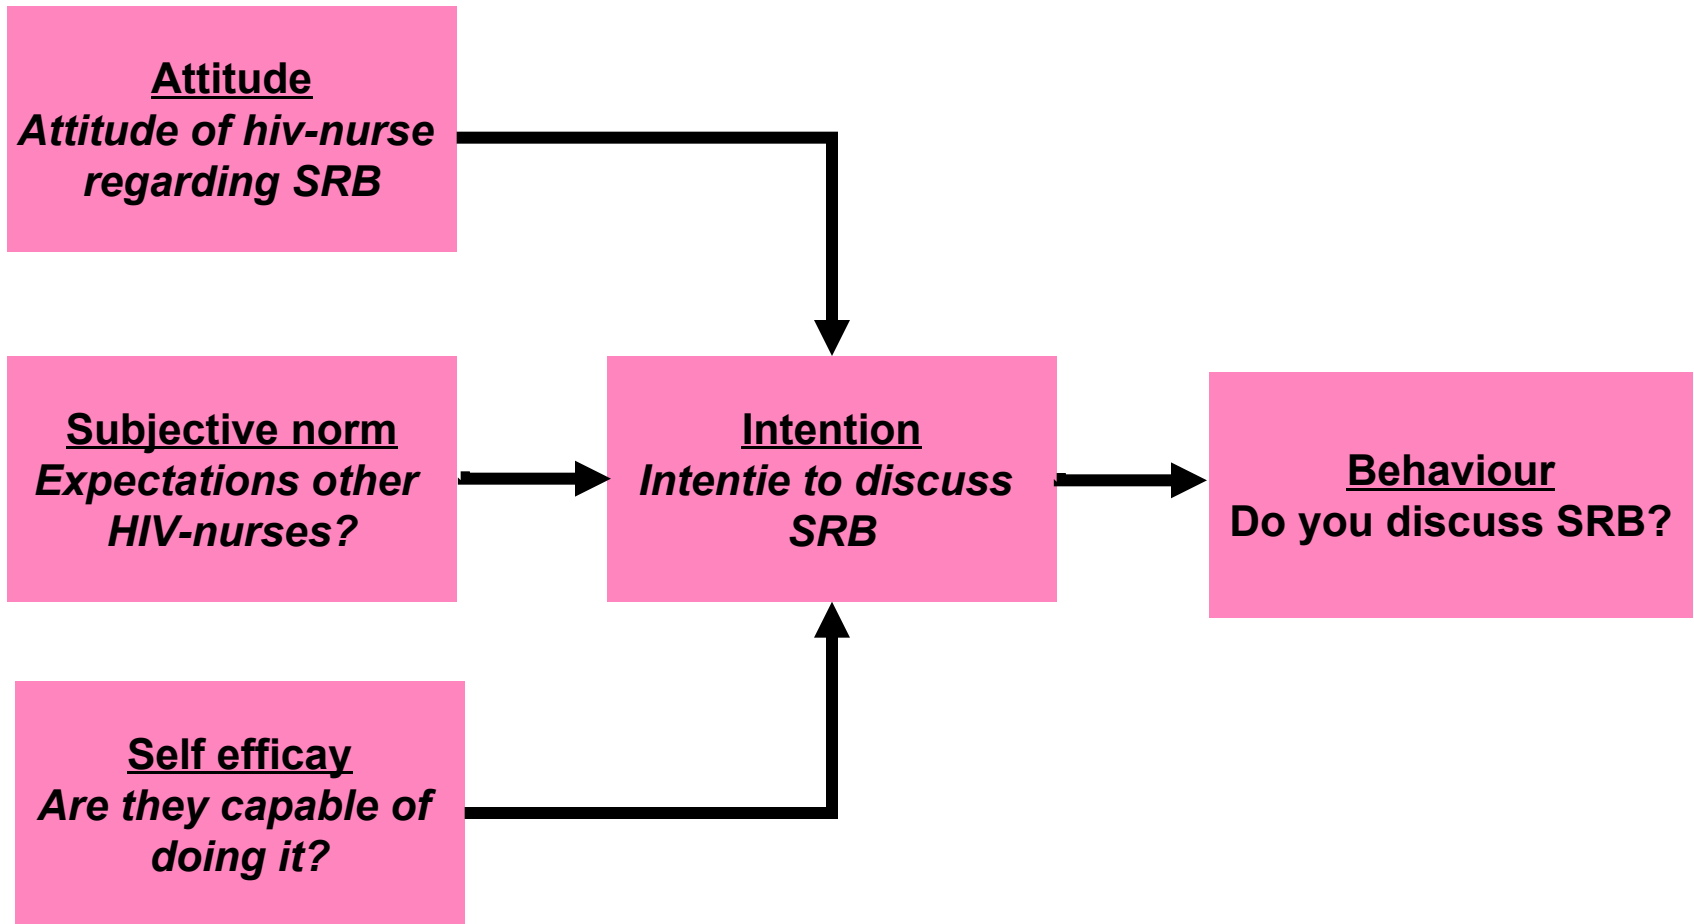 Attitude
Attitude of hiv-nurse
regarding SRB
Subjective norm
Expectations other
HIV-nurses?
Intention
Intentie to discuss
SRB
Behaviour
Do you discuss SRB?
Self efficay
Are they capable of
doing it?